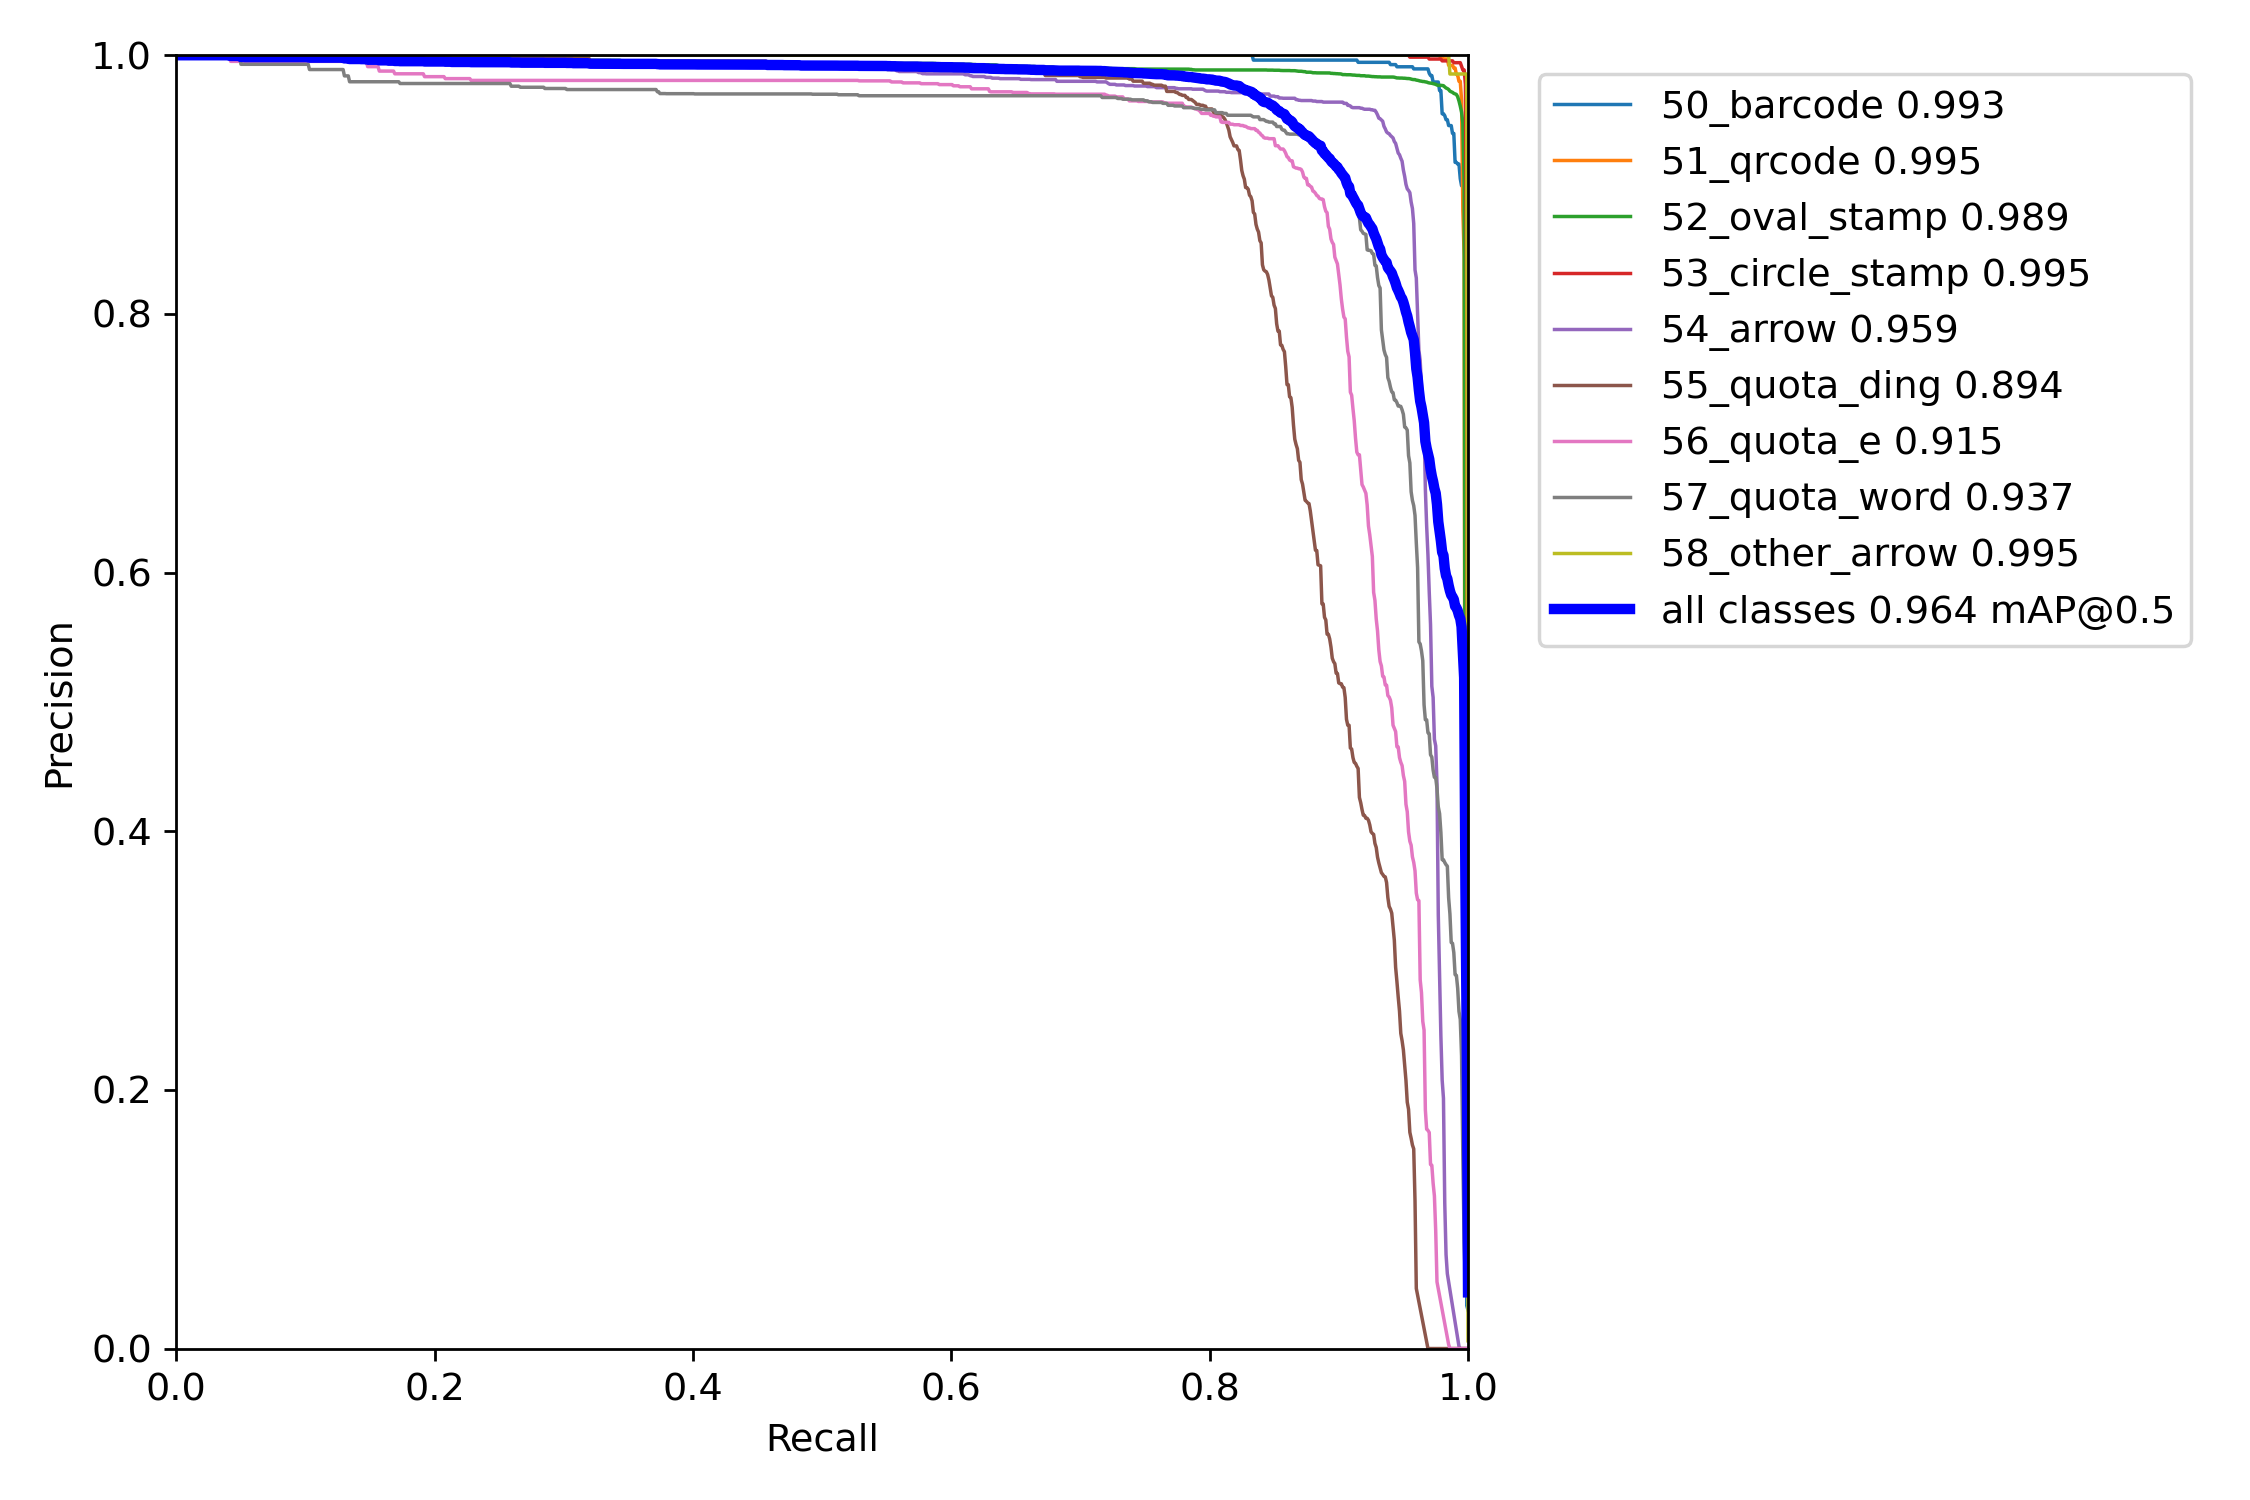 1.0
0.8
0.6
0.4
0.2
0.0
Precision
0.0 0.2 0.4 0.6 0.8 1.0
Recall
50_barcode 0.993
51_qrcode 0.995
52_oval_stamp 0.989
53_circle_stamp 0.995
54_arrow 0.959
55_quota_ding 0.894
56_quota_e 0.915
57_quota_word 0.937
58_other_arrow 0.995
all classes 0.964 mAP@0.5